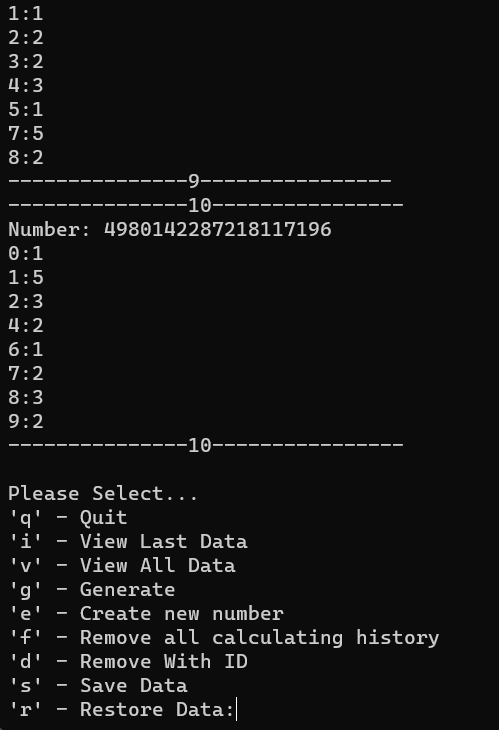 1:1
2:2
3:2
4:3
5:1
7:5
8:2
---------------9----------------
---------------10----------------
Number: 4980142287218117196
0:1
1:5
2:3
4:2
6:1
7:2
8:3
9:2
---------------10----------------
Please Select...
'q' - Quit
'i' - View Last Data
'v' - View All Data
'g' - Generate
'e' - Create new number
'f' - Remove all calculating history
'd' - Remove With ID
's' - Save Data
'r' - Restore Data: